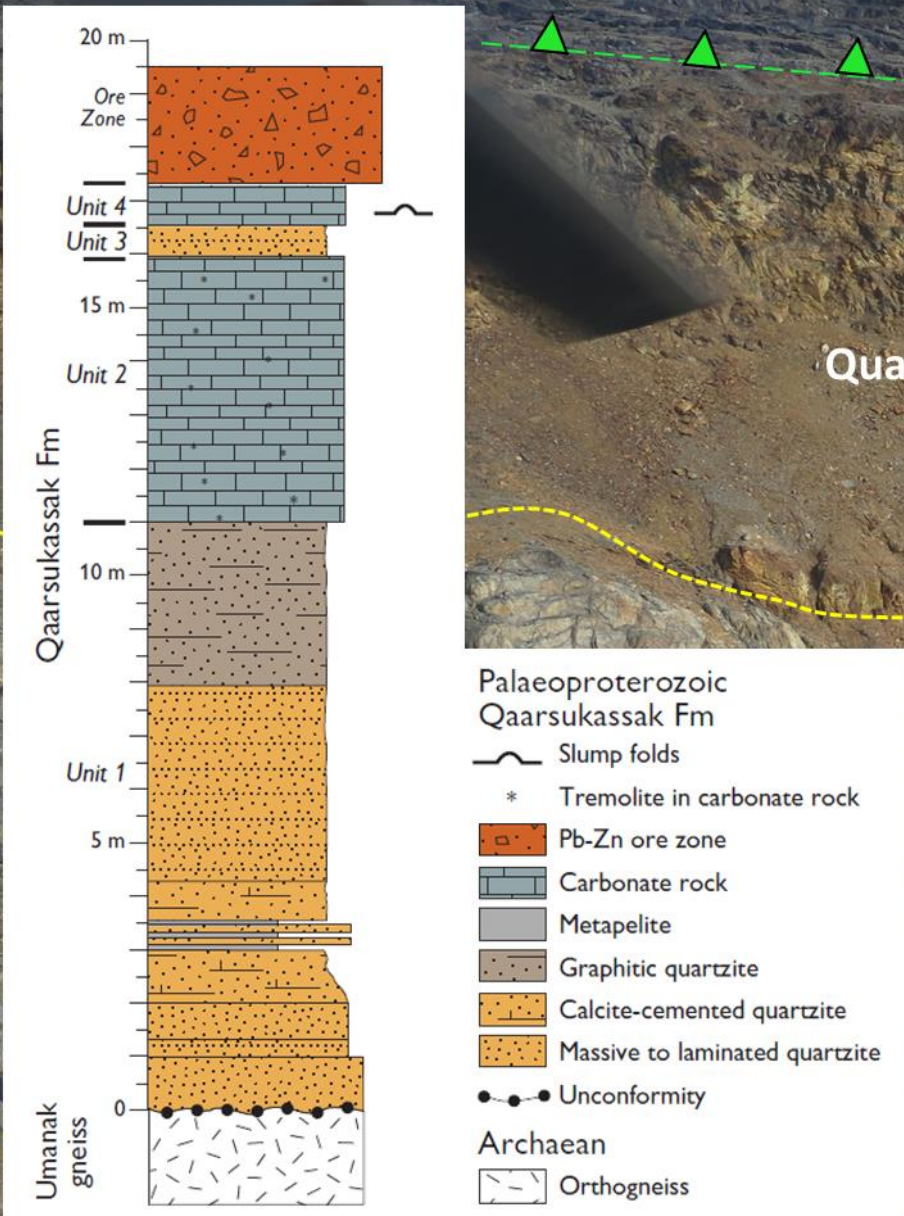 20 m
Ore
Zone
Unit 4
Unit 3
15 m
Unit 2
Qaarsukassak Fm
10 m
Unit 1
5 m
0
Umanak
gneiss
Qua
Palaeoproterozoic
Qaarsukassak Fm
Slump folds
Tremolite in carbonate rock
Pb-Zn ore zone
Carbonate rock
Metapelite
Graphitic quartzite
Calcite-cemented quartzite
Massive to laminated quartzite
Unconformity
Archaean
Orthogneiss